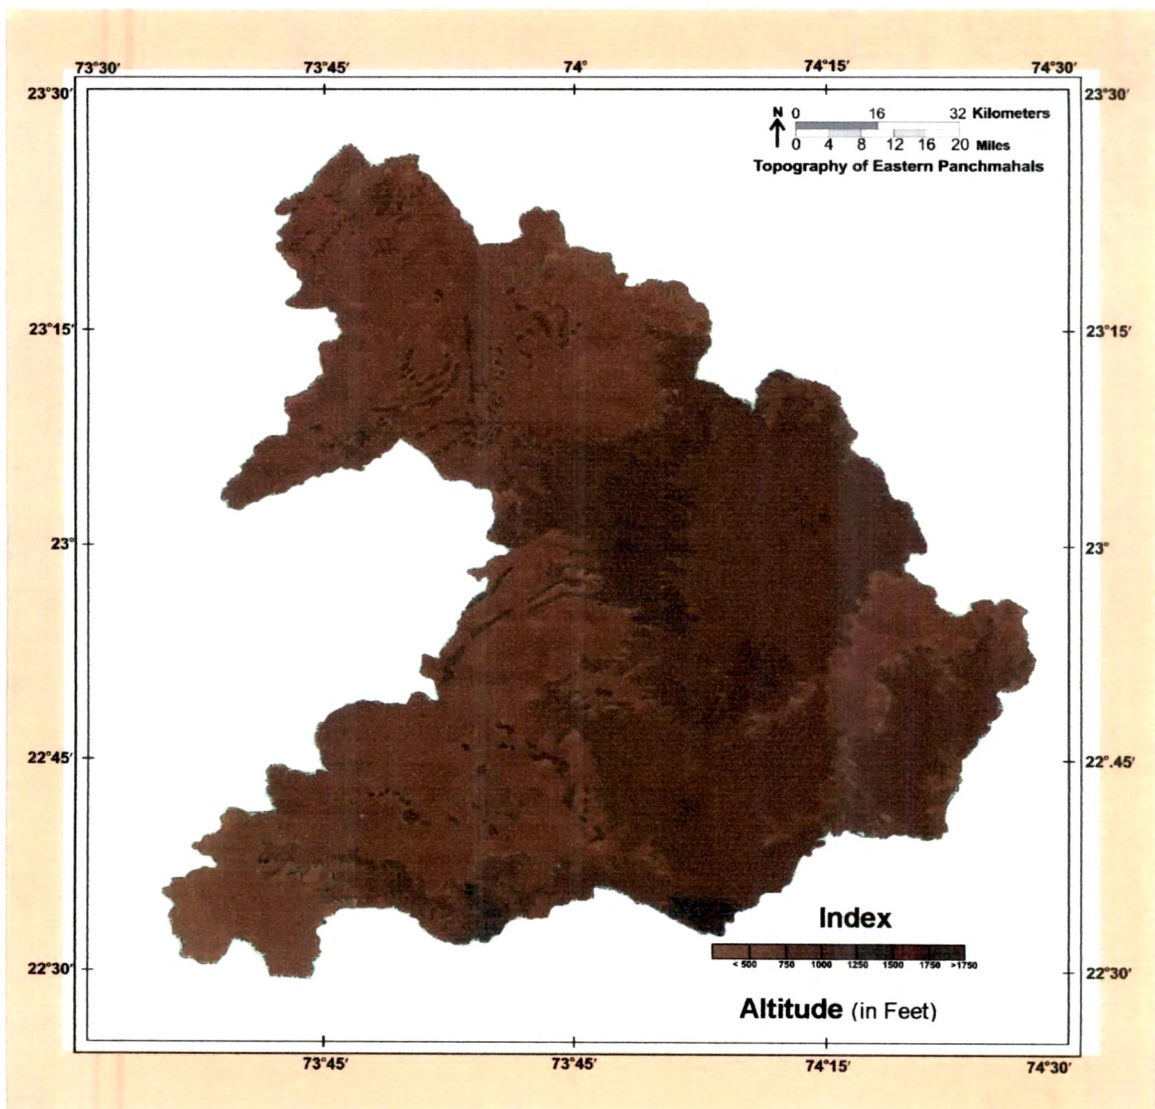 73°30′ 73°45′ 74° 74°15′ 74°30′
23°30′ 23°30′
N 0 16 32 Kilometers
0 4 8 12 16 20 Miles
Topography of Eastern Panchmahals
23°15′ 23°15′
23° 23°
22°45′ 22°.45′
Index
< 500 750 1000 1250 1500 1750 >1750
22°30′ 22°30′
Altitude (in Feet)
73°45′ 73°45′ 74°15′ 74°30′